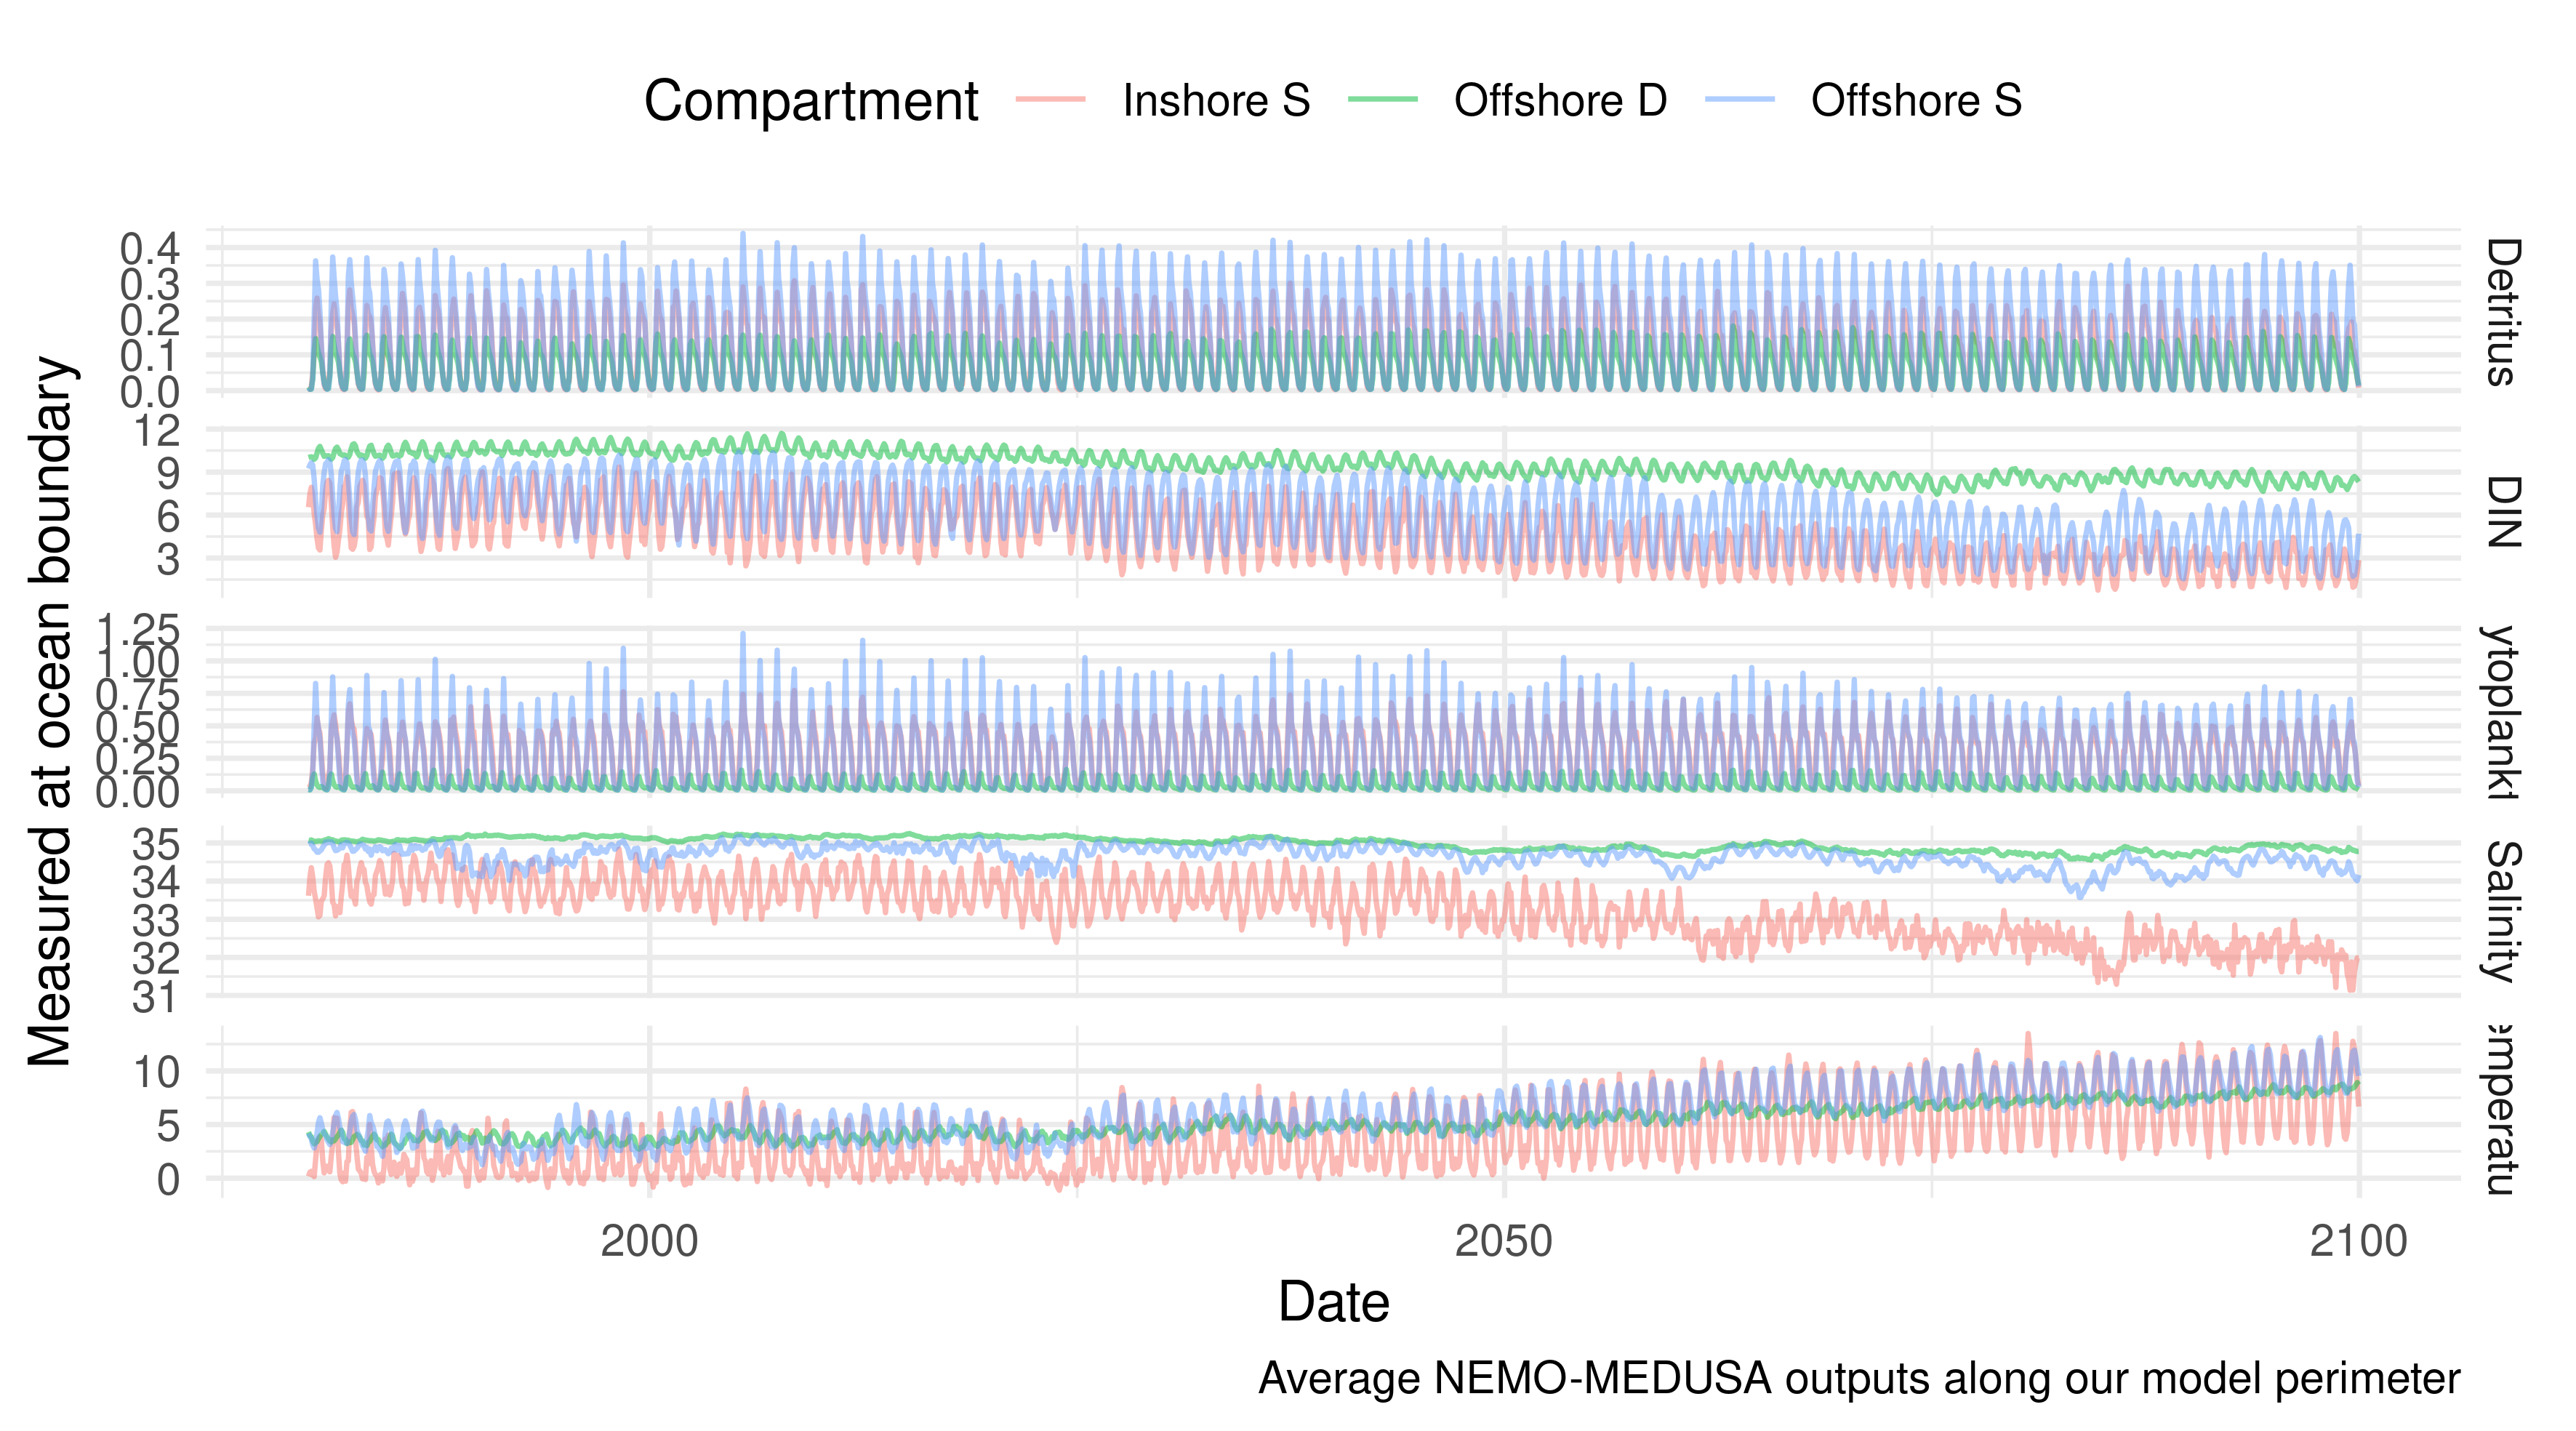 Compartment Inshore S Offshore D Offshore S
Measured at ocean boundary
0.4
0.3
0.2
0.1
0.0
Detritus
12
9
6
3
DIN
1.25
1.00
0.75
0.50
0.25
0.00
ytoplankt
35
34
33
32
31
Salinity
10
5
0
emperatu
2000 2050 2100
Date
Average NEMO-MEDUSA outputs along our model perimeter